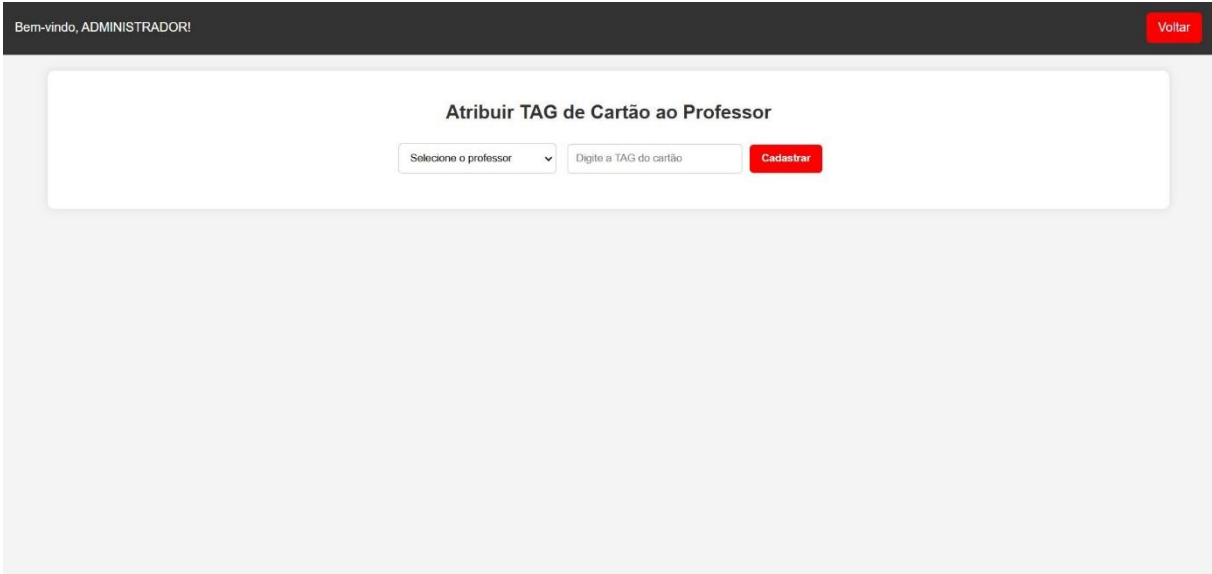 Bem-vindo, ADMINISTRADOR!
Voltar
Atribuir TAG de Cartão ao Professor
Selecione o professor
Digite a TAG do cartão
Cadastrar